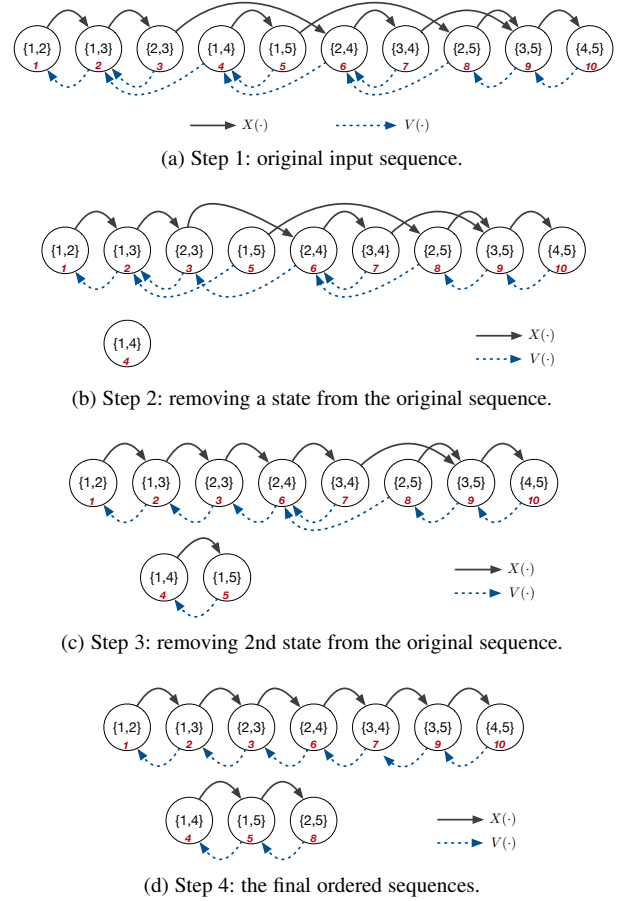 {1,2} {1,3} {2,3} {1,4} {1,5} {2,4} {3,4} {2,5} {3,5} {4,5}
1 2 3 4 5 6 7 8 9 10
X(·) V(·)
(a) Step 1: original input sequence.
{1,2} {1,3} {2,3} {1,5} {2,4} {3,4} {2,5} {3,5} {4,5}
1 2 3 5 6 7 8 9 10
{1,4}
4
X(·)
V(·)
(b) Step 2: removing a state from the original sequence.
{1,2} {1,3} {2,3} {2,4} {3,4} {2,5} {3,5} {4,5}
1 2 3 6 7 8 9 10
{1,4} {1,5}
4 5
X(·)
V(·)
(c) Step 3: removing 2nd state from the original sequence.
{1,2} {1,3} {2,3} {2,4} {3,4} {3,5} {4,5}
1 2 3 6 7 9 10
{1,4} {1,5} {2,5}
4 5 8
X(·)
V(·)
(d) Step 4: the final ordered sequences.